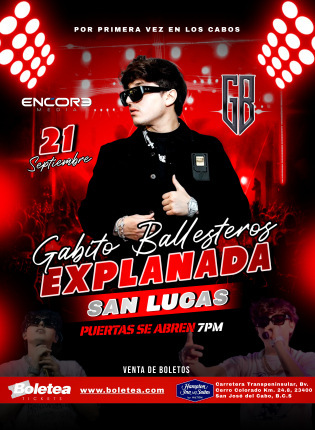 POR PRIMERA VEZ EN LOS CABOS
ENCORE
MEDIA
GB
21
Septiembre
Gabito Ballesteros
EXPLANADA
SAN LUCAS
PUERTAS SE ABREN 7PM
VENTA DE BOLETOS
Boletea
TICKETS
www.boletea.com
Hampton
Inn and Suites
Carretera Transpeninsular, Bv.
Cerro Colorado Km. 24.8, 23400
San José del Cabo, B.C.S